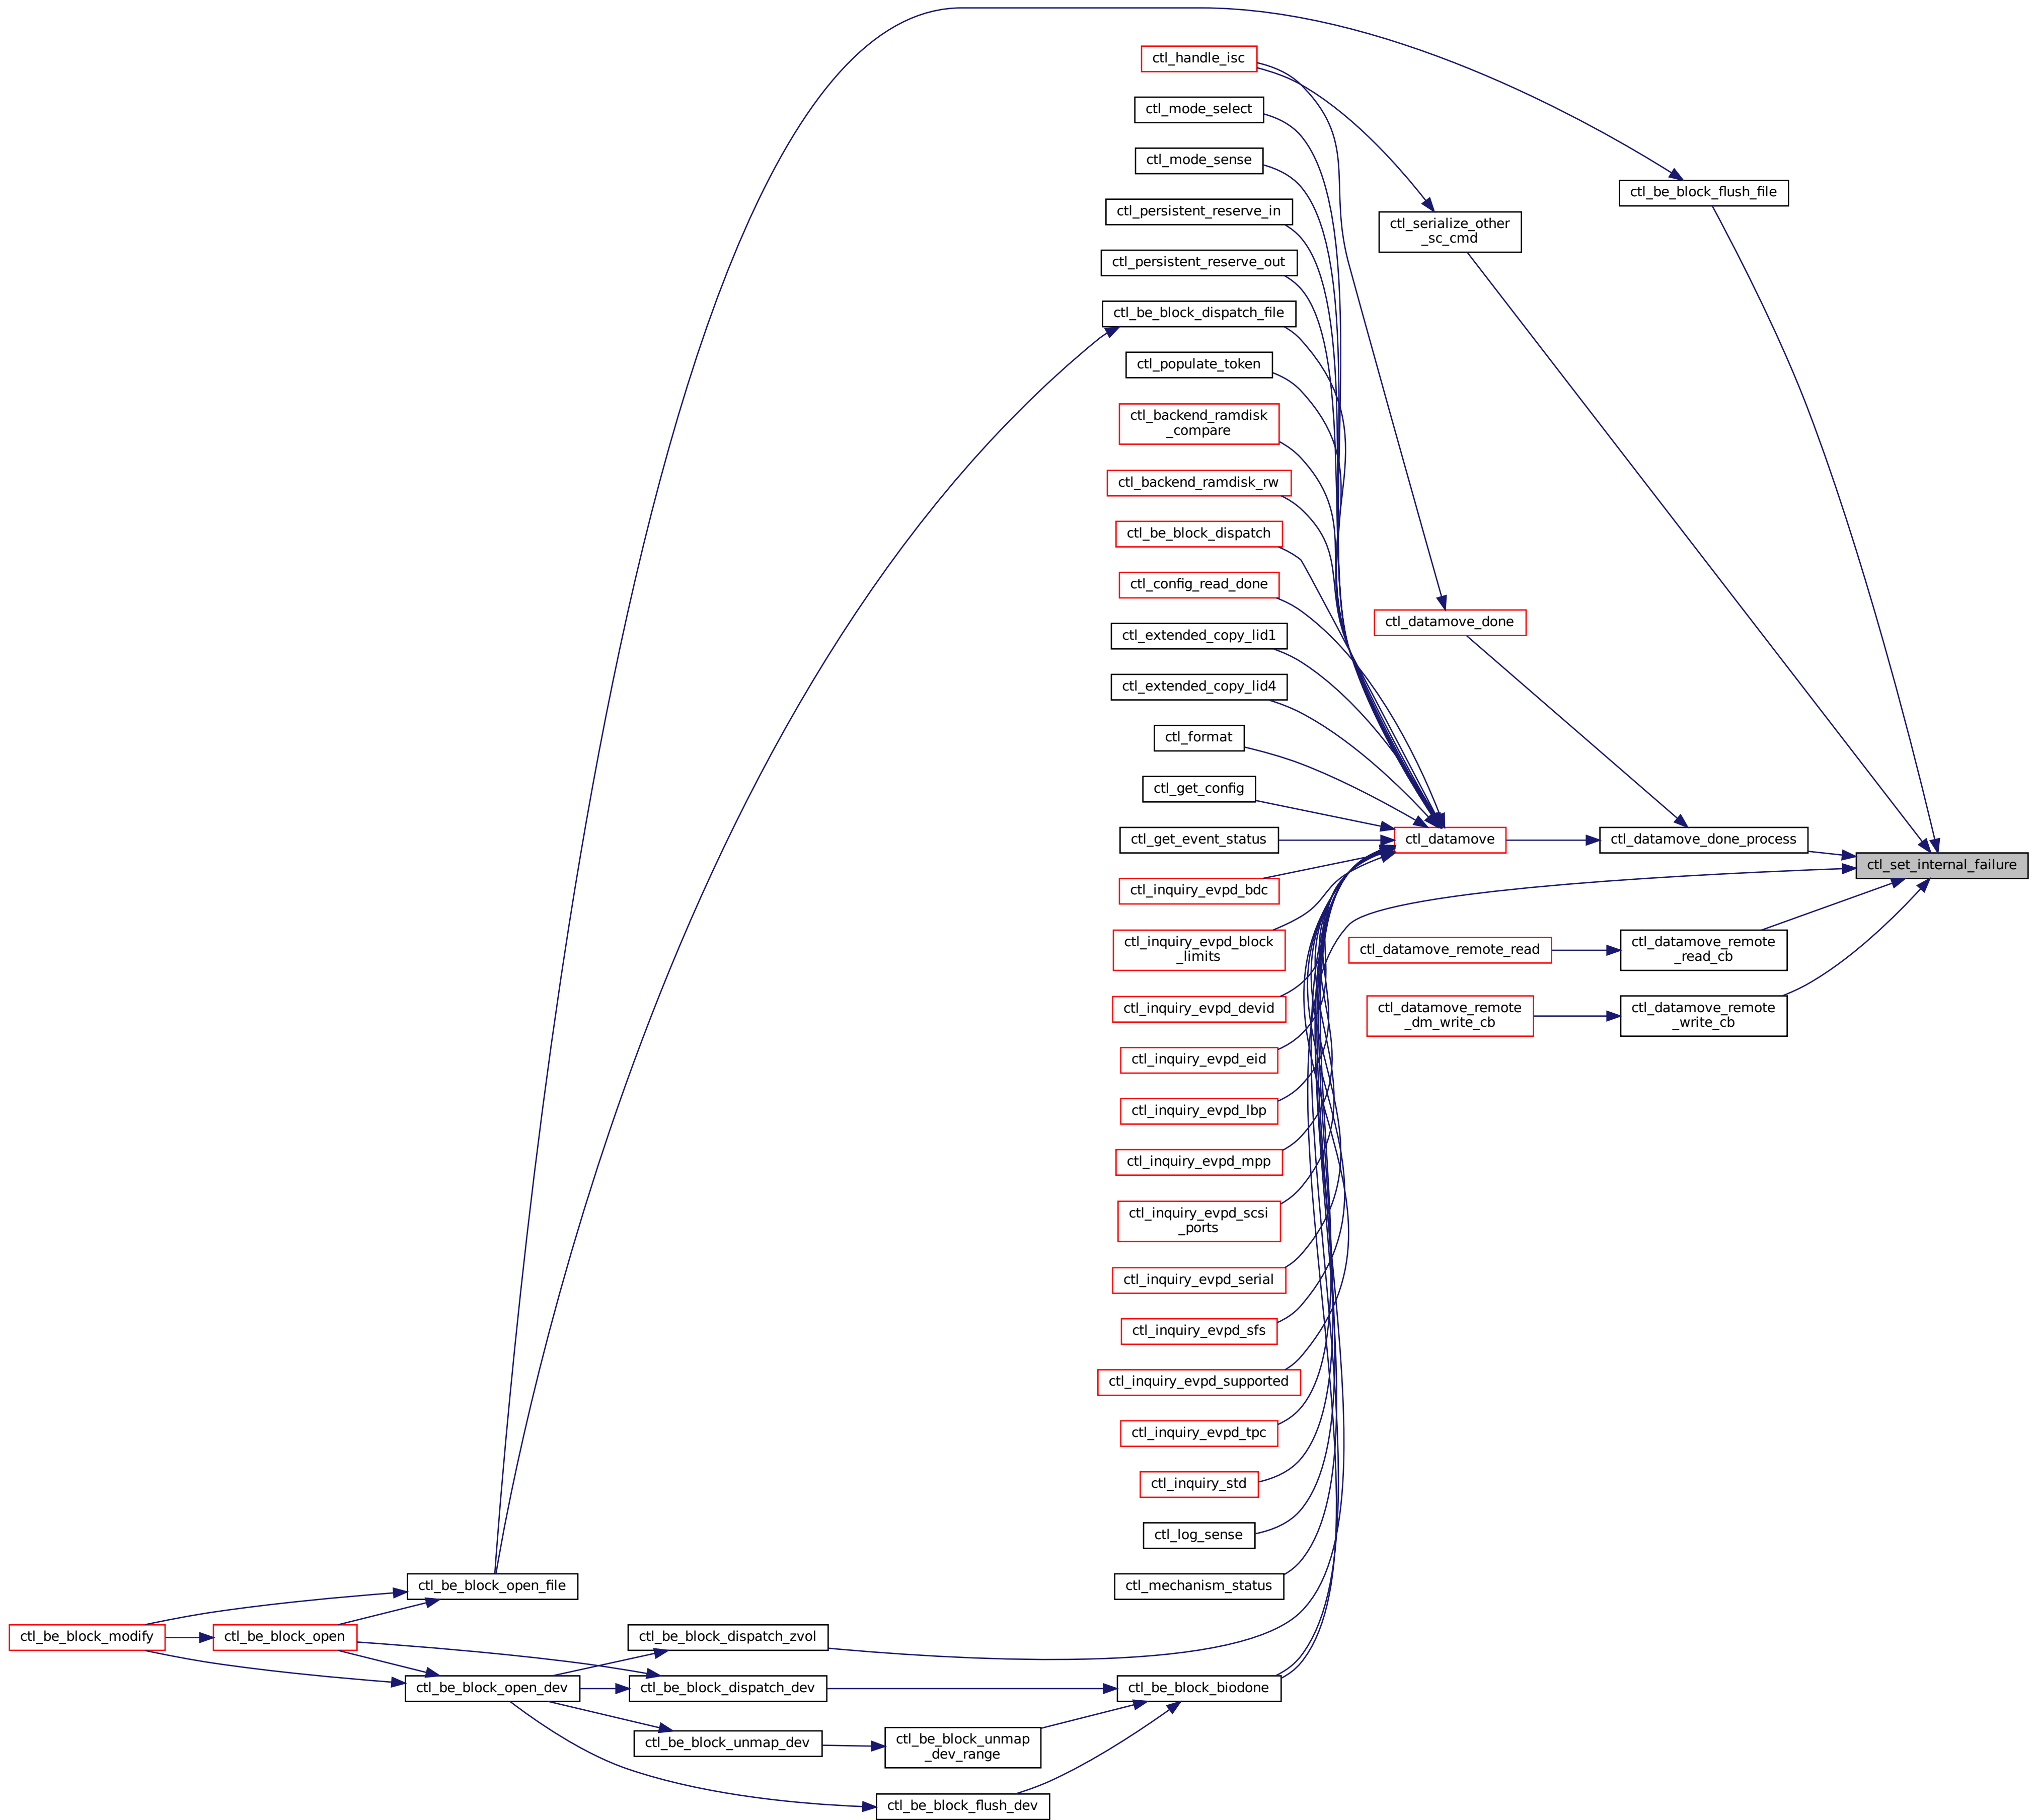 ctl_handle_isc
ctl_mode_select
ctl_mode_sense
ctl_be_block_flush_file
ctl_persistent_reserve_in
ctl_serialize_other
_sc_cmd
ctl_persistent_reserve_out
ctl_be_block_dispatch_file
ctl_populate_token
ctl_backend_ramdisk
_compare
ctl_backend_ramdisk_rw
ctl_be_block_dispatch
ctl_config_read_done
ctl_datamove_done
ctl_extended_copy_lid1
ctl_extended_copy_lid4
ctl_format
ctl_get_config
ctl_get_event_status
ctl_datamove
ctl_datamove_done_process
ctl_set_internal_failure
ctl_inquiry_evpd_bdc
ctl_inquiry_evpd_block
_limits
ctl_datamove_remote_read
ctl_datamove_remote
_read_cb
ctl_inquiry_evpd_devid
ctl_datamove_remote
_dm_write_cb
ctl_datamove_remote
_write_cb
ctl_inquiry_evpd_eid
ctl_inquiry_evpd_lbp
ctl_inquiry_evpd_mpp
ctl_inquiry_evpd_scsi
_ports
ctl_inquiry_evpd_serial
ctl_inquiry_evpd_sfs
ctl_inquiry_evpd_supported
ctl_inquiry_evpd_tpc
ctl_inquiry_std
ctl_log_sense
ctl_be_block_open_file
ctl_mechanism_status
ctl_be_block_modify
ctl_be_block_open
ctl_be_block_dispatch_zvol
ctl_be_block_open_dev
ctl_be_block_dispatch_dev
ctl_be_block_biodone
ctl_be_block_unmap_dev
ctl_be_block_unmap
_dev_range
ctl_be_block_flush_dev